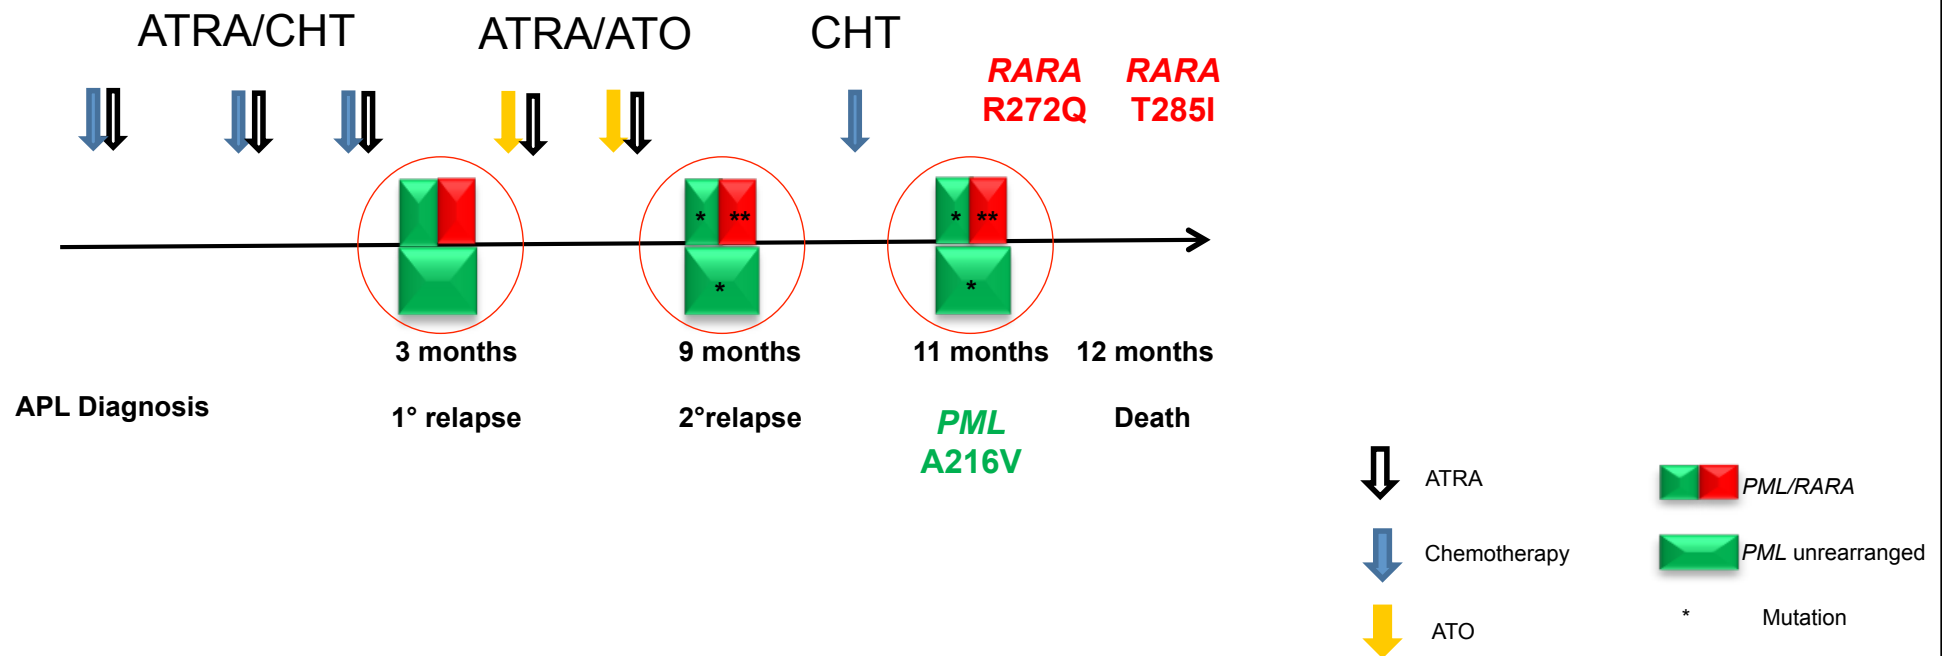 ATRA/CHT
ATRA/ATO
CHT
RARA
R272Q
RARA
T285I
*
**
*
*
**
*
3 months
9 months
11 months
12 months
APL Diagnosis
1° relapse
2°relapse
PML
A216V
Death
ATRA
PML/RARA
Chemotherapy
PML unrearranged
ATO
* Mutation